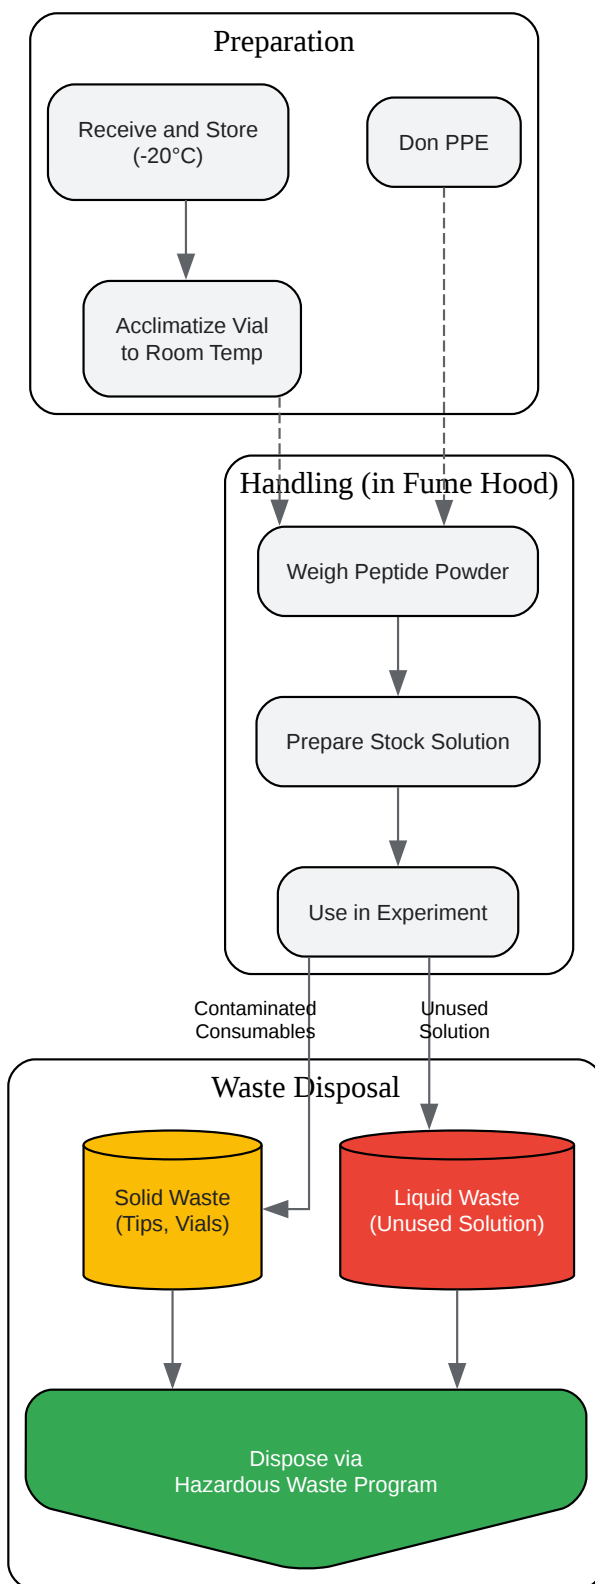 Preparation
Receive and Store
(-20°C)
Don PPE
Acclimatize Vial
to Room Temp
Handling (in Fume Hood)
Weigh Peptide Powder
Prepare Stock Solution
Use in Experiment
Contaminated
Consumables
Unused
Solution
Waste Disposal
Solid Waste
(Tips, Vials)
Liquid Waste
(Unused Solution)
Dispose via
Hazardous Waste Program